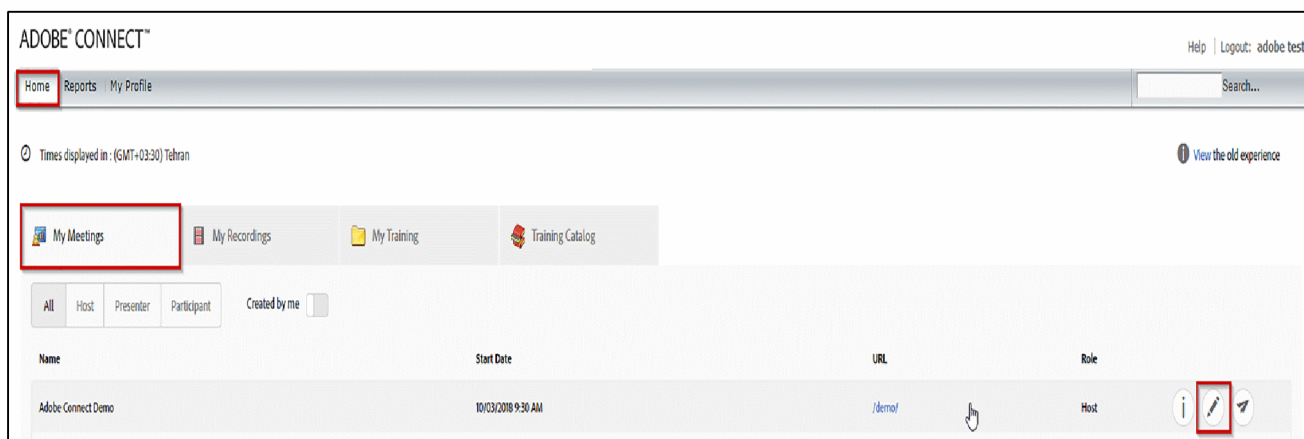 ADOBE® CONNECT™
Help | Logout: adobe test
Home | Reports | My Profile
Search...
Times displayed in : (GMT+03:30) Tehran
View the old experience
My Meetings
My Recordings
My Training
Training Catalog
All Host Presenter Participant Created by me
Name Start Date URL Role
Adobe Connect Demo 10/03/2018 9:30 AM /demo/ Host